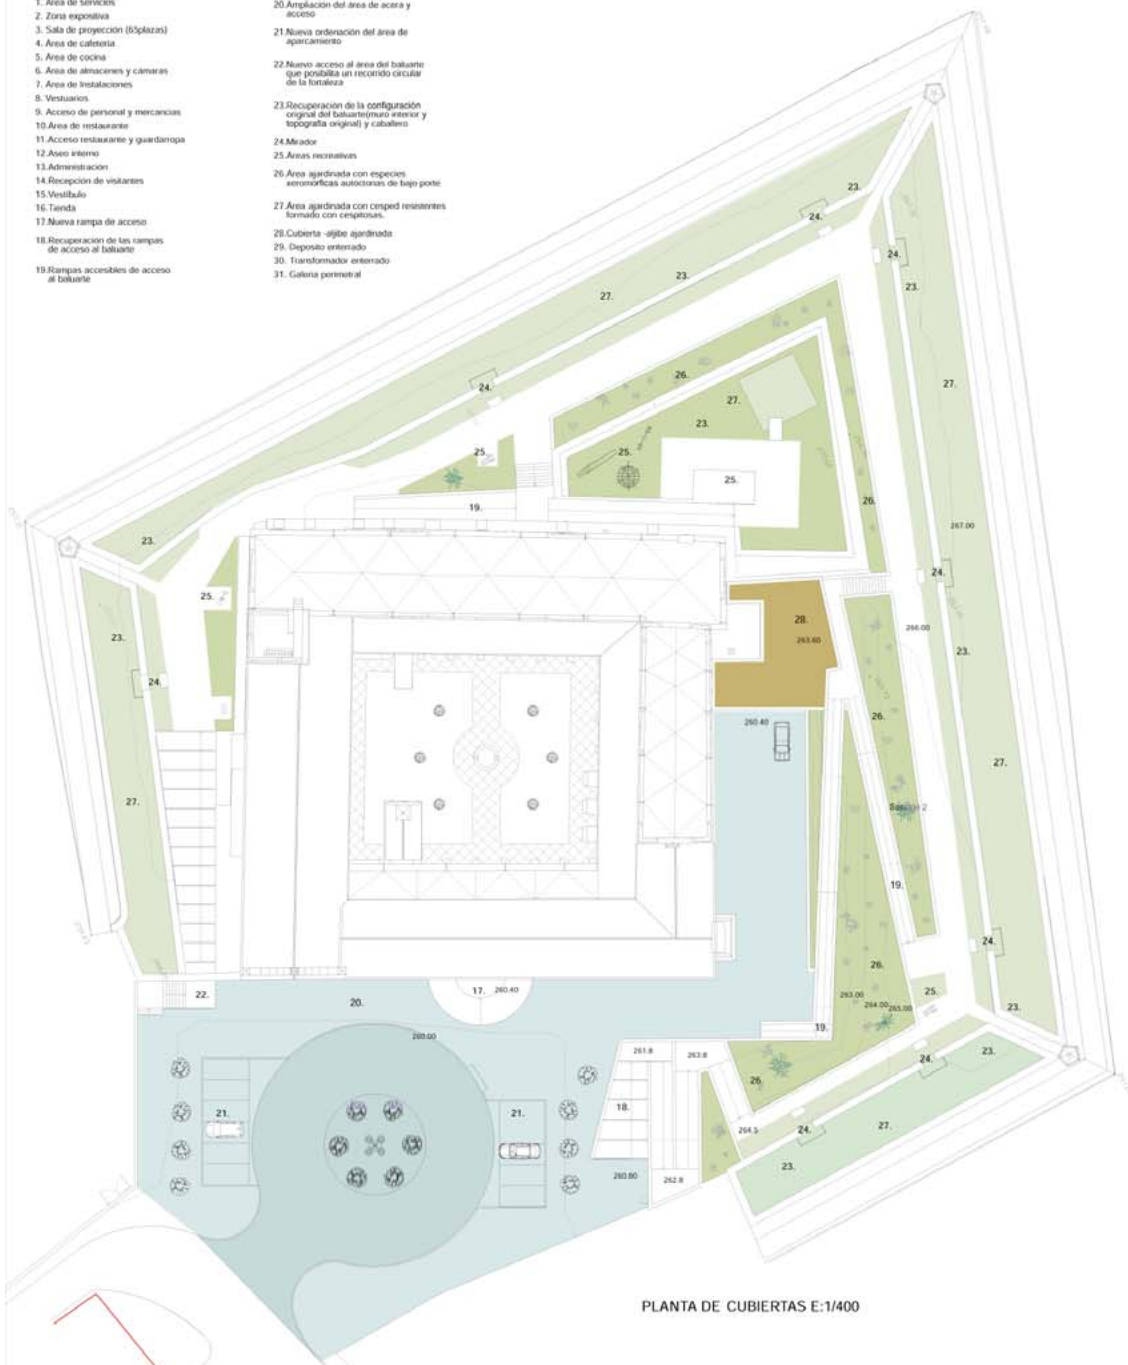 1. Área de servicios
2. Zona expositiva
3. Sala de proyección (65plazas)
4. Área de cafetería
5. Área de cocina
6. Área de almacenes y cámaras
7. Área de Instalaciones
8. Vestuarios
9. Acceso de personal y mercancias
10.Área de restaurante
11.Acceso restaurante y guardarropa
12.Aseo interno
13.Administración
14.Recepción de visitantes
15.Vestíbulo
16.Tienda
17.Nueva rampa de acceso
18.Recuperación de las rampas
de acceso al baluarte
19.Rampas accesibles de acceso
al baluarte
20.Ampliación del área de acera y
acceso
21.Nueva ordenación del área de
aparcamiento
22.Nuevo acceso al área del baluarte
que posibilita un recorrido circular
de la fortaleza
23.Recuperación de la configuración
original del baluarte(muro interior y
topografía original) y caballero
24.Mirador
25.Áreas recreativas
26.Área ajardinada con especies
xeromórficas autóctonas de bajo porte
27.Área ajardinada con cesped resistentes
formado con cespitosas.
28.Cubierta -aljibe ajardinada
29. Deposito enterrado
30. Transformador enterrado
31. Galería perimetral
23.
24.
24.
23.
23.
27.
24.
26.
27.
27.
23.
25.
25.
25.
26.
19.
267.00
23.
24.
25.
28.
263.60
266.00
23.
23.
24.
26.
260.40
27.
27.
19.
24.
26.
22.
20.
17. 260.40
25.
263.00
264.00
265.00
23.
19.
260.00
261.8
263.8
24.
23.
26.
21.
21.
18.
264.5
24.
27.
23.
260.80
262.8
PLANTA DE CUBIERTAS E:1/400